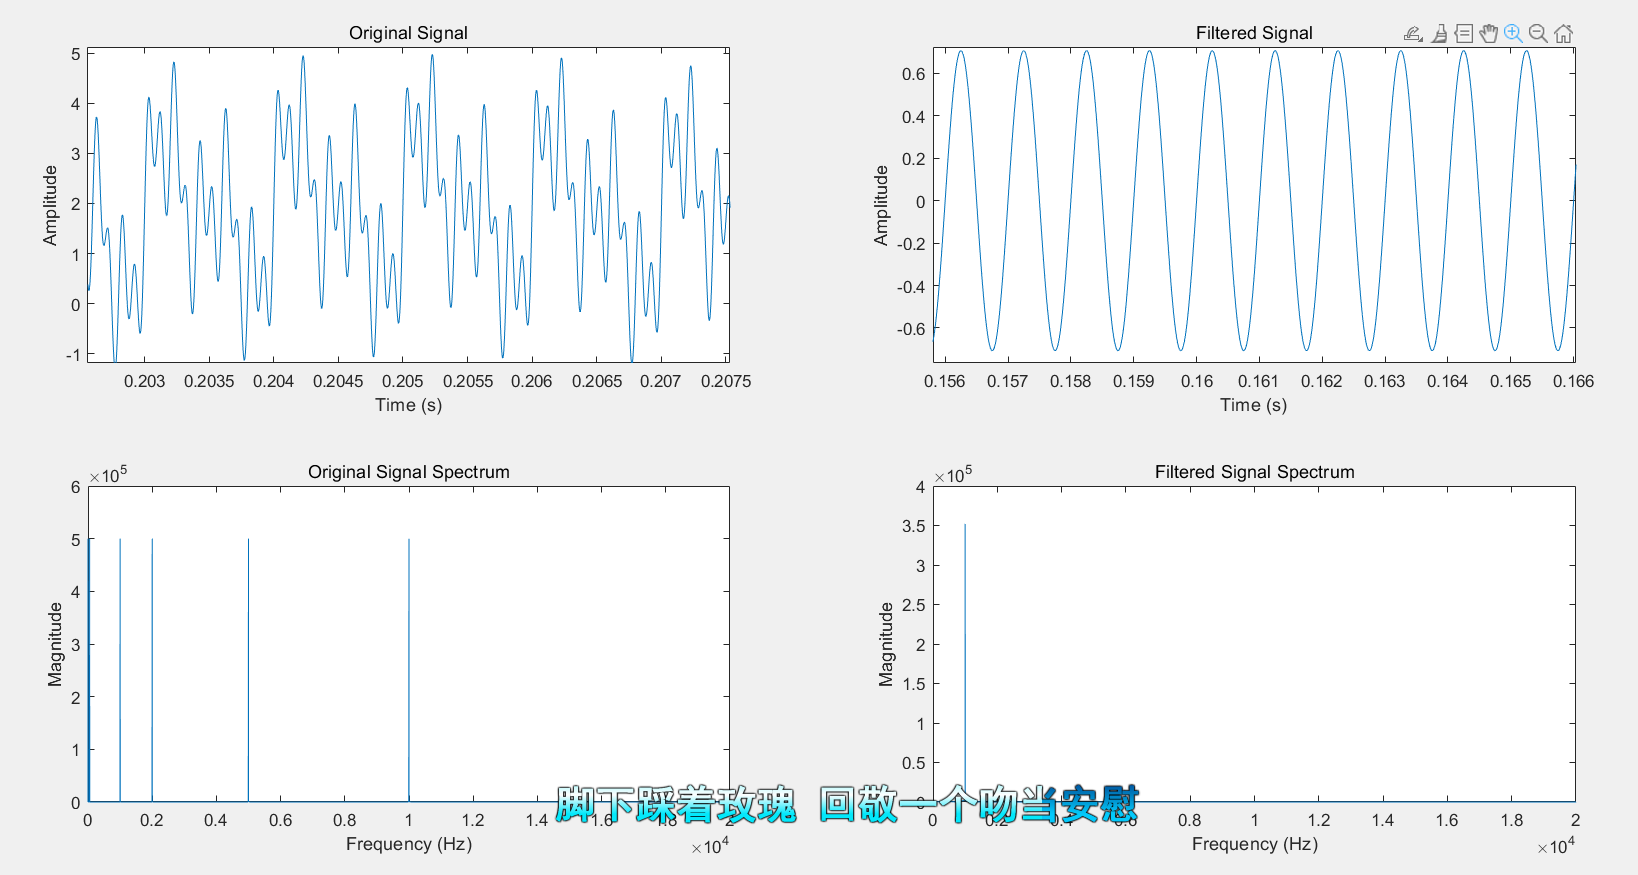 Original Signal
5
4
3
2
1
0
-1
Amplitude
0.203 0.2035 0.204 0.2045 0.205 0.2055 0.206 0.2065 0.207 0.2075
Time (s)
Filtered Signal
0.6
0.4
0.2
0
-0.2
-0.4
-0.6
Amplitude
0.156 0.157 0.158 0.159 0.16 0.161 0.162 0.163 0.164 0.165 0.166
Time (s)
Original Signal Spectrum
×10⁵
6
5
4
3
2
1
0
Magnitude
0 0.2 0.4 0.6 0.8 1 1.2 1.4
Frequency (Hz)
×10⁴
Filtered Signal Spectrum
×10⁵
4
3.5
3
2.5
2
1.5
1
0.5
0
Magnitude
0 0.8 1 1.2 1.4 1.6 1.8 2
Frequency (Hz)
×10⁴
脚下踩着玫瑰 回敬一个吻当安慰